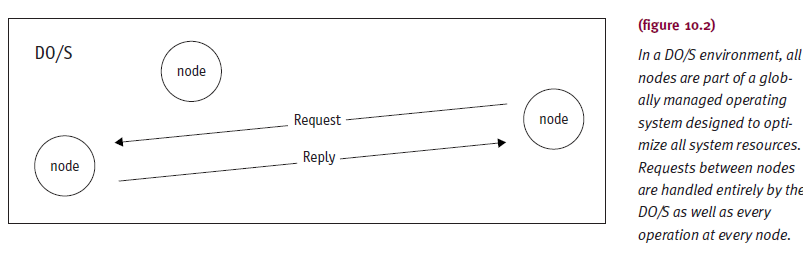 DO/S
node
Request
node
node
Reply
(figure 10.2)
In a DO/S environment, all
nodes are part of a glob-
ally managed operating
system designed to opti-
mize all system resources.
Requests between nodes
are handled entirely by the
DO/S as well as every
operation at every node.